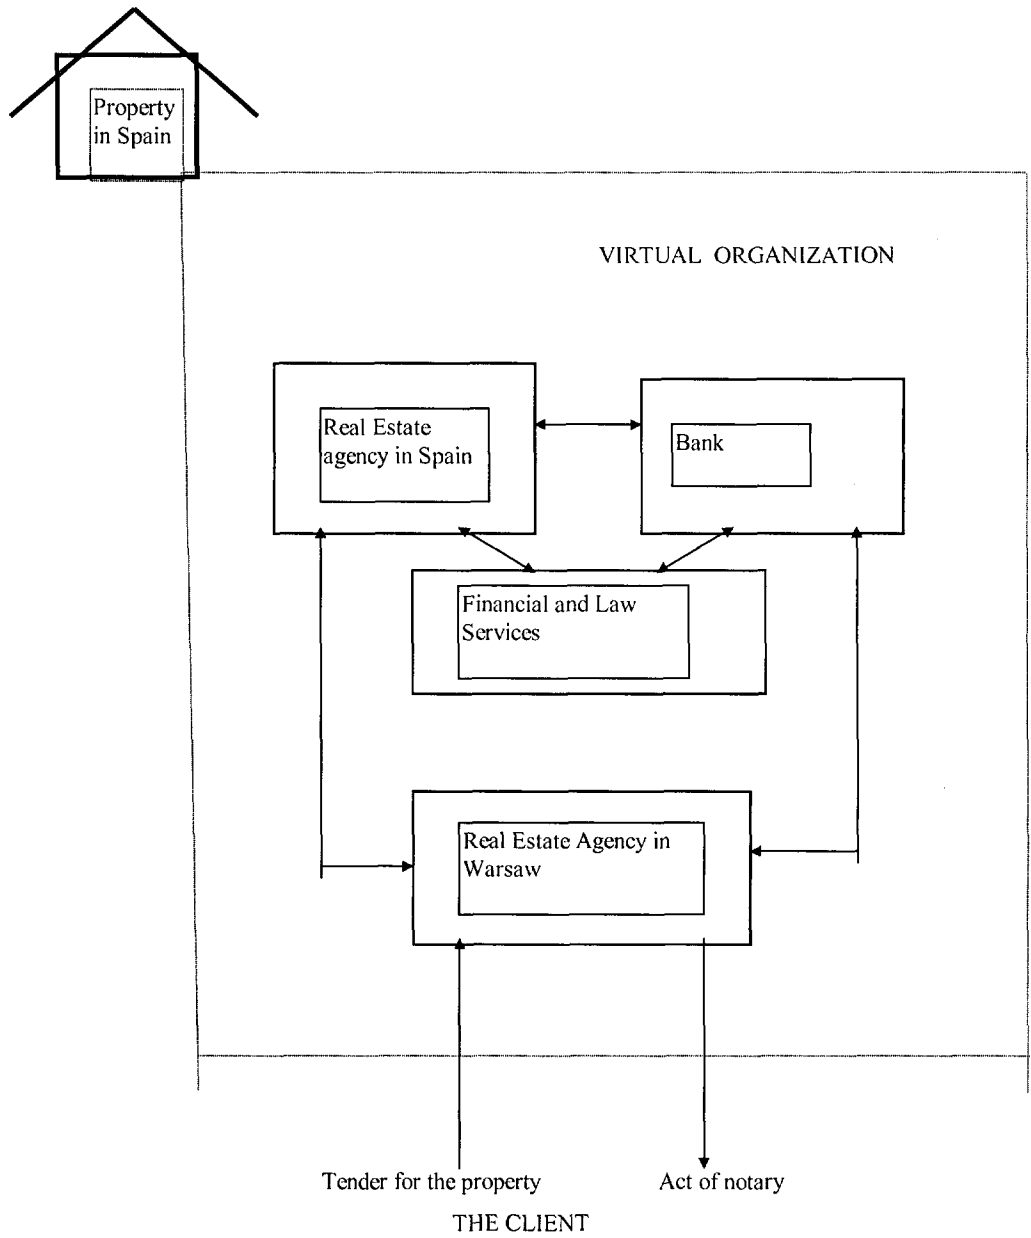 Property
in Spain
VIRTUAL ORGANIZATION
Real Estate
agency in Spain
Bank
Financial and Law
Services
Real Estate Agency in
Warsaw
Tender for the property
Act of notary
THE CLIENT